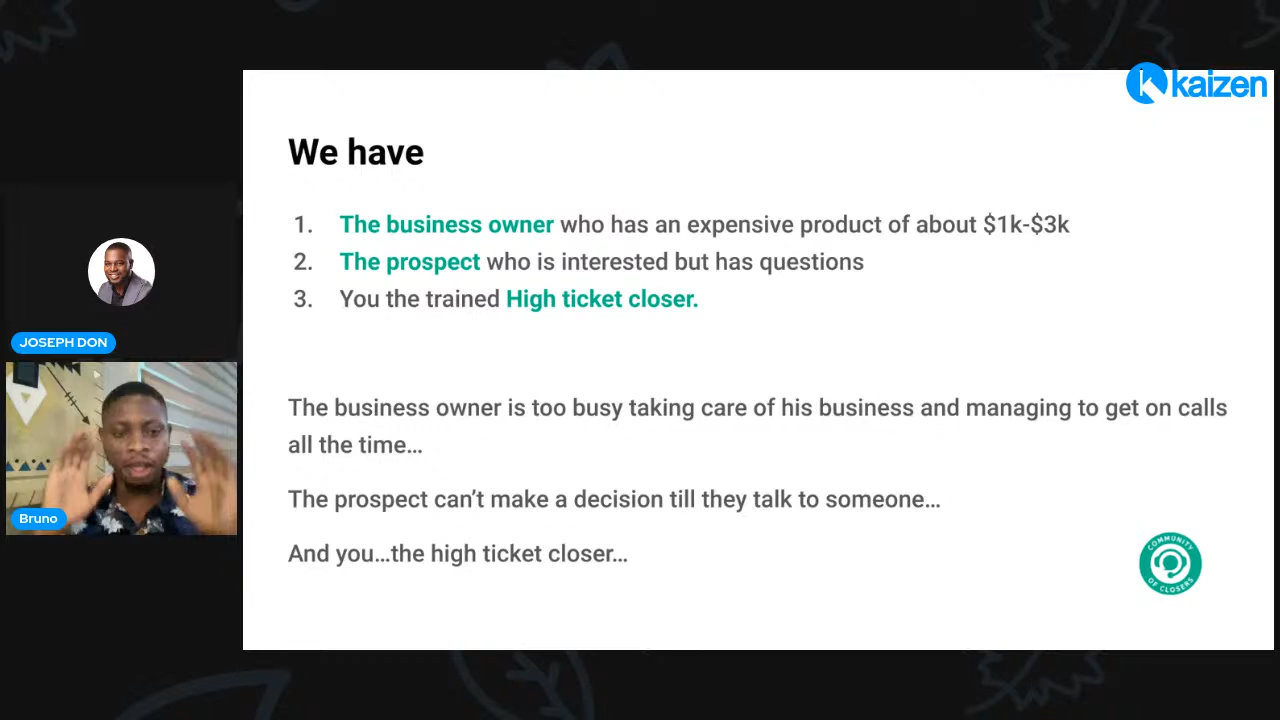 kaizen
We have
1. The business owner who has an expensive product of about $1k-$3k
2. The prospect who is interested but has questions
3. You the trained High ticket closer.
JOSEPH DON
The business owner is too busy taking care of his business and managing to get on calls
all the time…
The prospect can’t make a decision till they talk to someone…
Bruno
And you…the high ticket closer…
COMMUNITY
OF CLOSERS